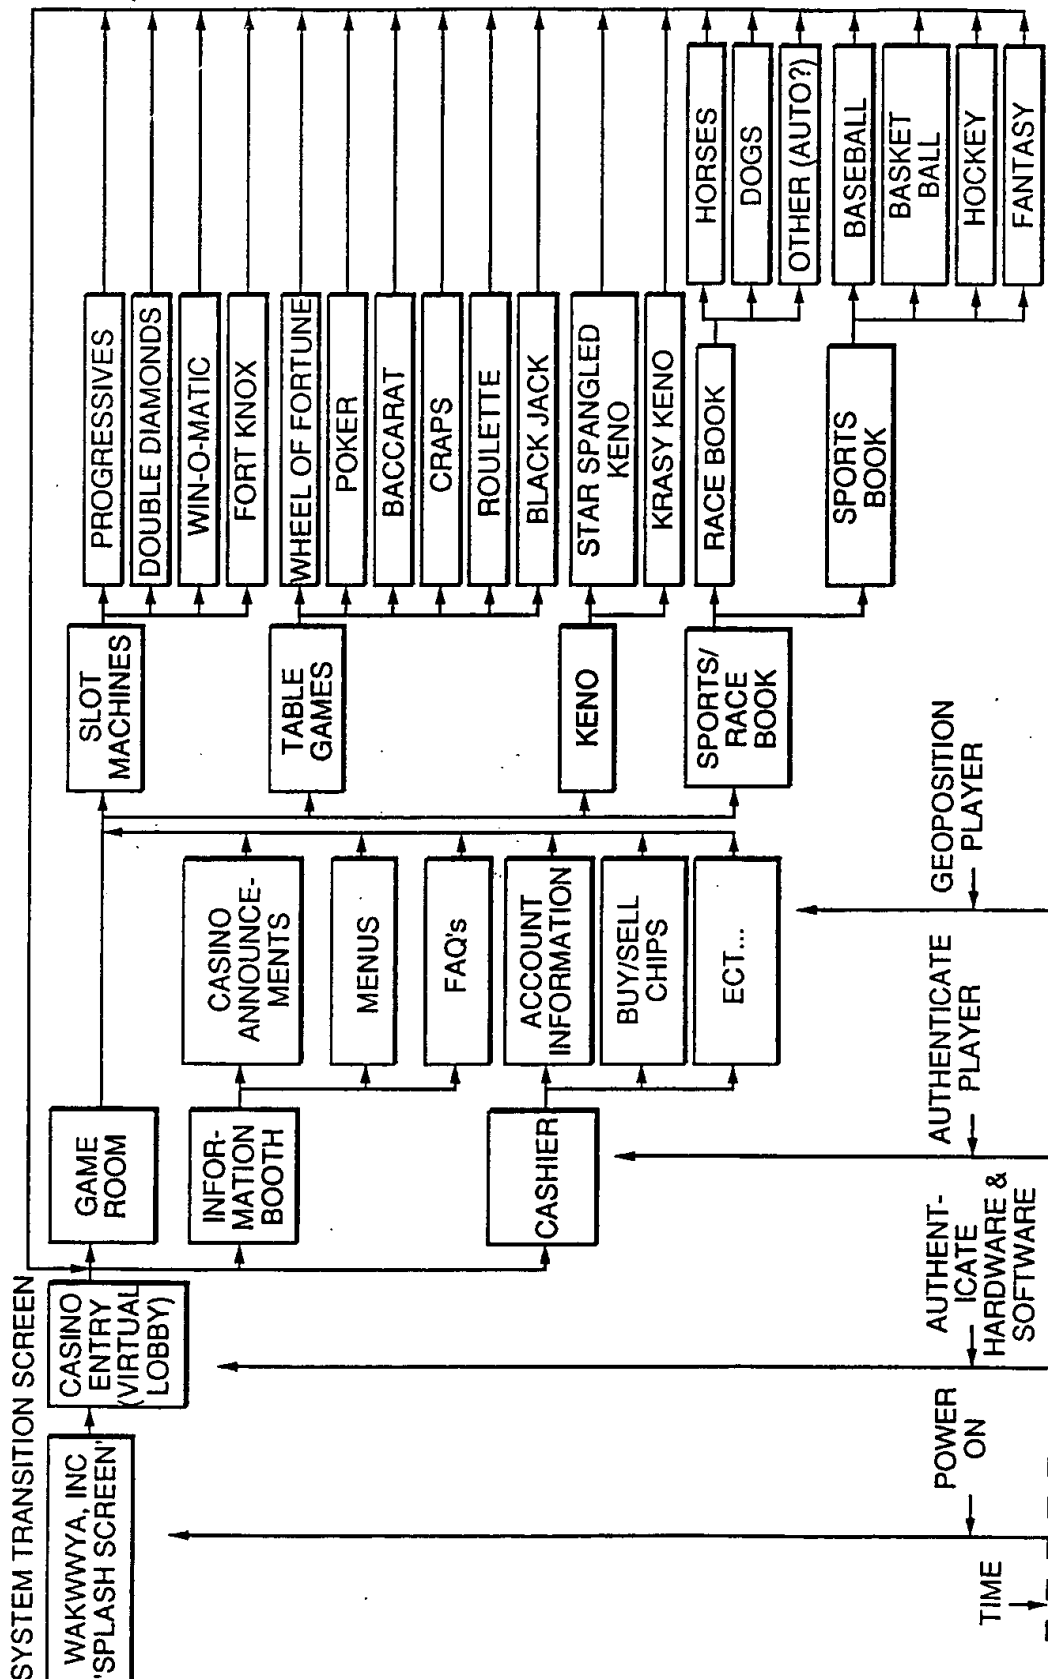 SYSTEM TRANSITION SCREEN
WAKWWYA, INC
'SPLASH SCREEN'
CASINO
ENTRY
(VIRTUAL
LOBBY)
GAME
ROOM
INFOR-
MATION
BOOTH
CASHIER
CASINO
ANNOUNCE-
MENTS
MENUS
FAQ's
ACCOUNT
INFORMATION
BUY/SELL
CHIPS
ECT...
SLOT
MACHINES
TABLE
GAMES
KENO
SPORTS/
RACE
BOOK
PROGRESSIVES
DOUBLE DIAMONDS
WIN-O-MATIC
FORT KNOX
WHEEL OF FORTUNE
POKER
BACCARAT
CRAPS
ROULETTE
BLACK JACK
STAR SPANGLED
KENO
KRASY KENO
RACE BOOK
SPORTS
BOOK
HORSES
DOGS
OTHER (AUTO?)
BASEBALL
BASKET
BALL
HOCKEY
FANTASY
TIME
POWER
ON
AUTHENT-
ICATE
HARDWARE &
SOFTWARE
AUTHENTICATE
PLAYER
GEOPOSITION
PLAYER